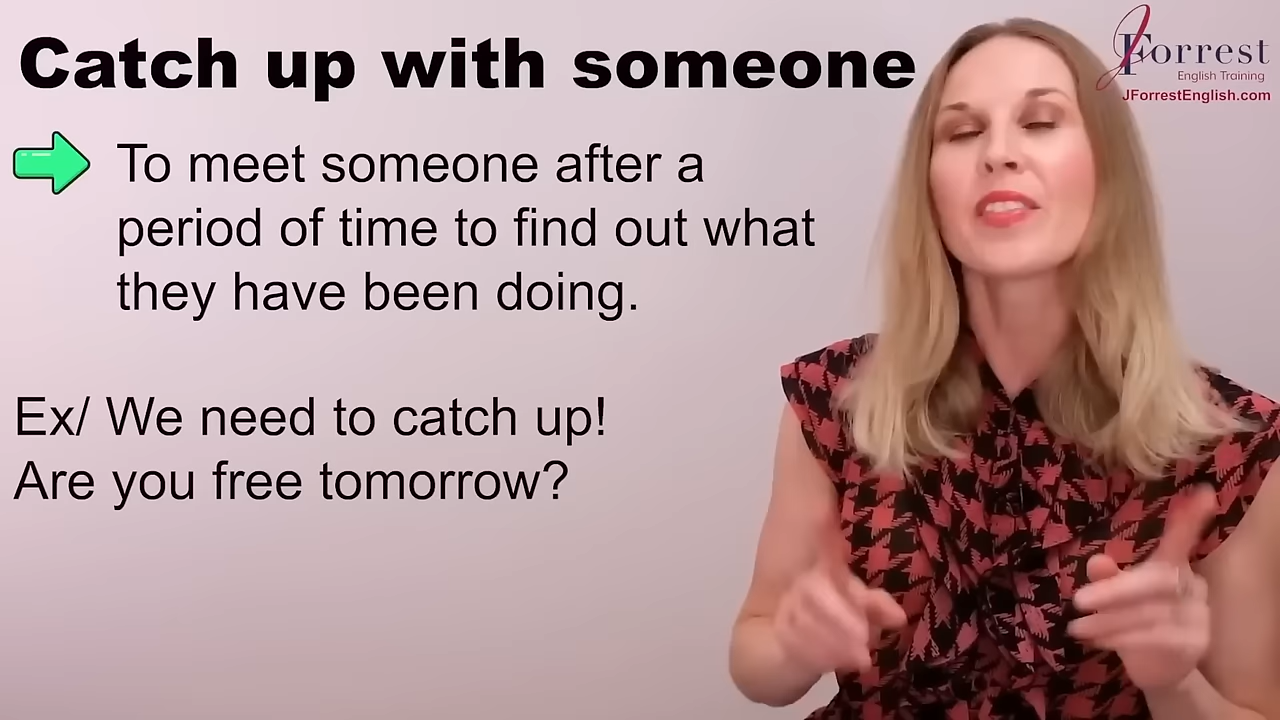 Catch up with someone
JForrest
English Training
JForrestEnglish.com
To meet someone after a
period of time to find out what
they have been doing.
Ex/ We need to catch up!
Are you free tomorrow?